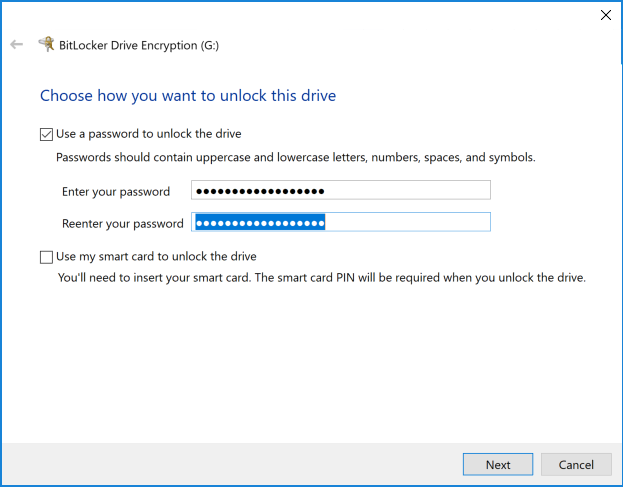 BitLocker Drive Encryption (G:)
Choose how you want to unlock this drive
Use a password to unlock the drive
Passwords should contain uppercase and lowercase letters, numbers, spaces, and symbols.
Enter your password ●●●●●●●●●●●●●●●●●●
Reenter your password ●●●●●●●●●●●●●●●●●●
Use my smart card to unlock the drive
You'll need to insert your smart card. The smart card PIN will be required when you unlock the drive.
Next Cancel